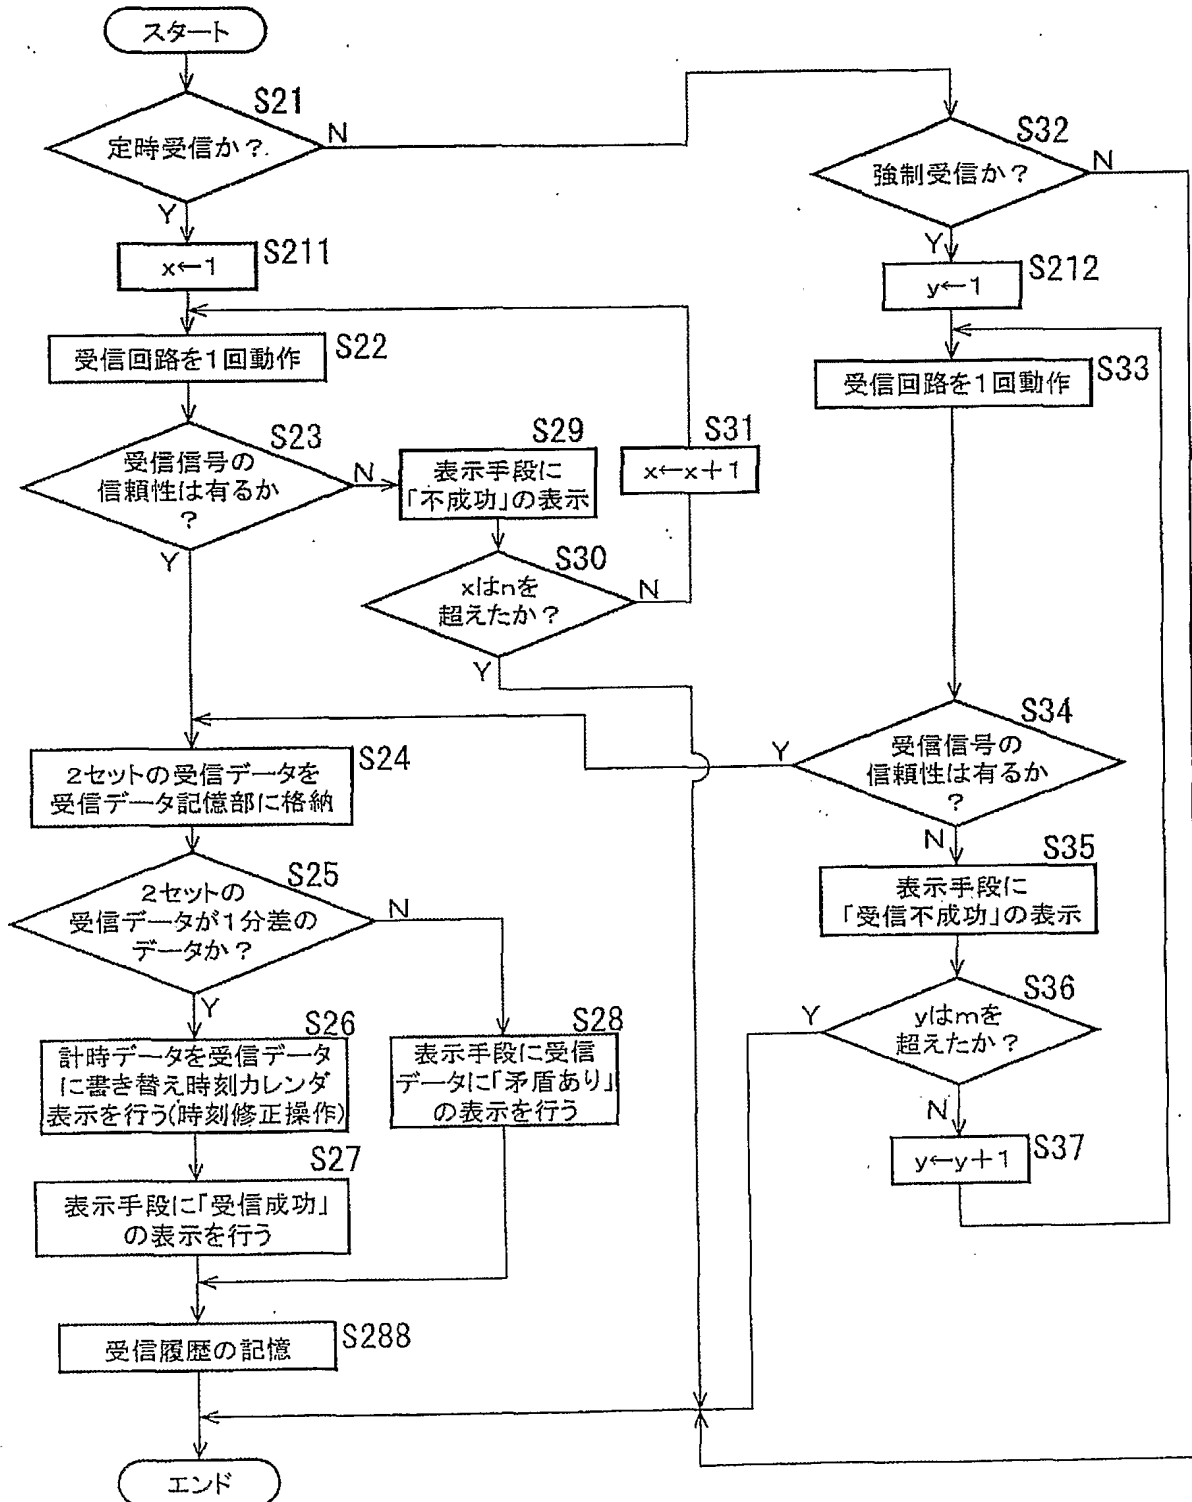 スタート
S21
定時受信か?
N
Y
S211
x←1
S22
受信回路を1回動作
S23
受信信号の
信頼性は有るか
?
N
Y
S29
表示手段に
「不成功」の表示
S30
xはnを
超えたか?
N
Y
S31
x←x+1
S24
2セットの受信データを
受信データ記憶部に格納
S25
2セットの
受信データが1分差の
データか?
N
Y
S26
計時データを受信データ
に書き替え時刻カレンダ
表示を行う(時刻修正操作)
S27
表示手段に「受信成功」
の表示を行う
S28
表示手段に受信
データに「矛盾あり」
の表示を行う
S288
受信履歴の記憶
エンド
S32
強制受信か?
N
Y
S212
y←1
S33
受信回路を1回動作
S34
受信信号の
信頼性は有るか
?
Y
N
S35
表示手段に
「受信不成功」の表示
S36
yはmを
超えたか?
Y
N
S37
y←y+1